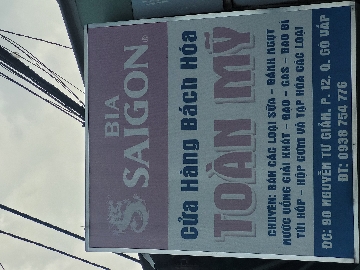 BIA
SAIGON
Cửa Hàng Bách Hóa
TOÀN MỸ
CHUYÊN: BÁN CÁC LOẠI SỮA - BÁNH NGỌT
NƯỚC UỐNG GIẢI KHÁT - GẠO - GAS - BAO BÌ
TÚI HỘP - HỘP CƠM VÀ TẠP HÓA CÁC LOẠI
ĐC: 90 NGUYỄN TƯ GIẢN, P. 12, Q. GÒ VẤP
ĐT: 0938 754 776